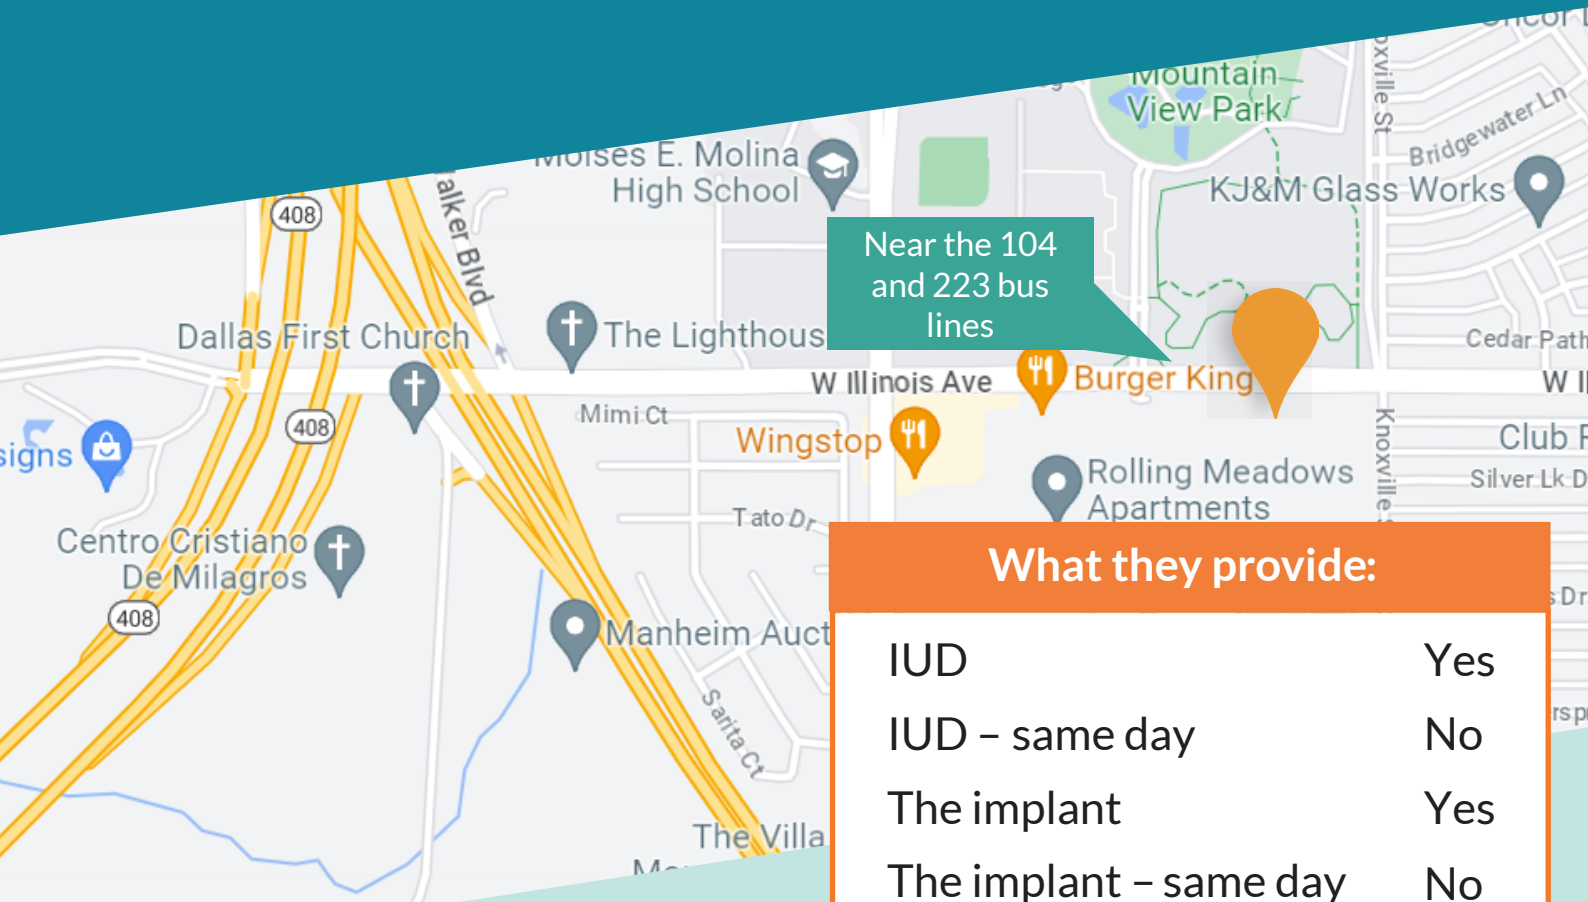 Mountain
View Park
Bridgewater Ln
Moises E. Molina
High School
KJ&M Glass Works
408
Near the 104
and 223 bus
lines
Dallas First Church
The Lighthous
Cedar Path
W Illinois Ave
Burger King
Mimi Ct
408
Wingstop
Knoxville
Club
Silver Lk D
signs
Rolling Meadows
Apartments
Tato Dr
Centro Cristiano
De Milagros
408
Manheim Auct
Sarita Ct
The Villa
What they provide:
IUD Yes
IUD – same day No
The implant Yes
The implant – same day No